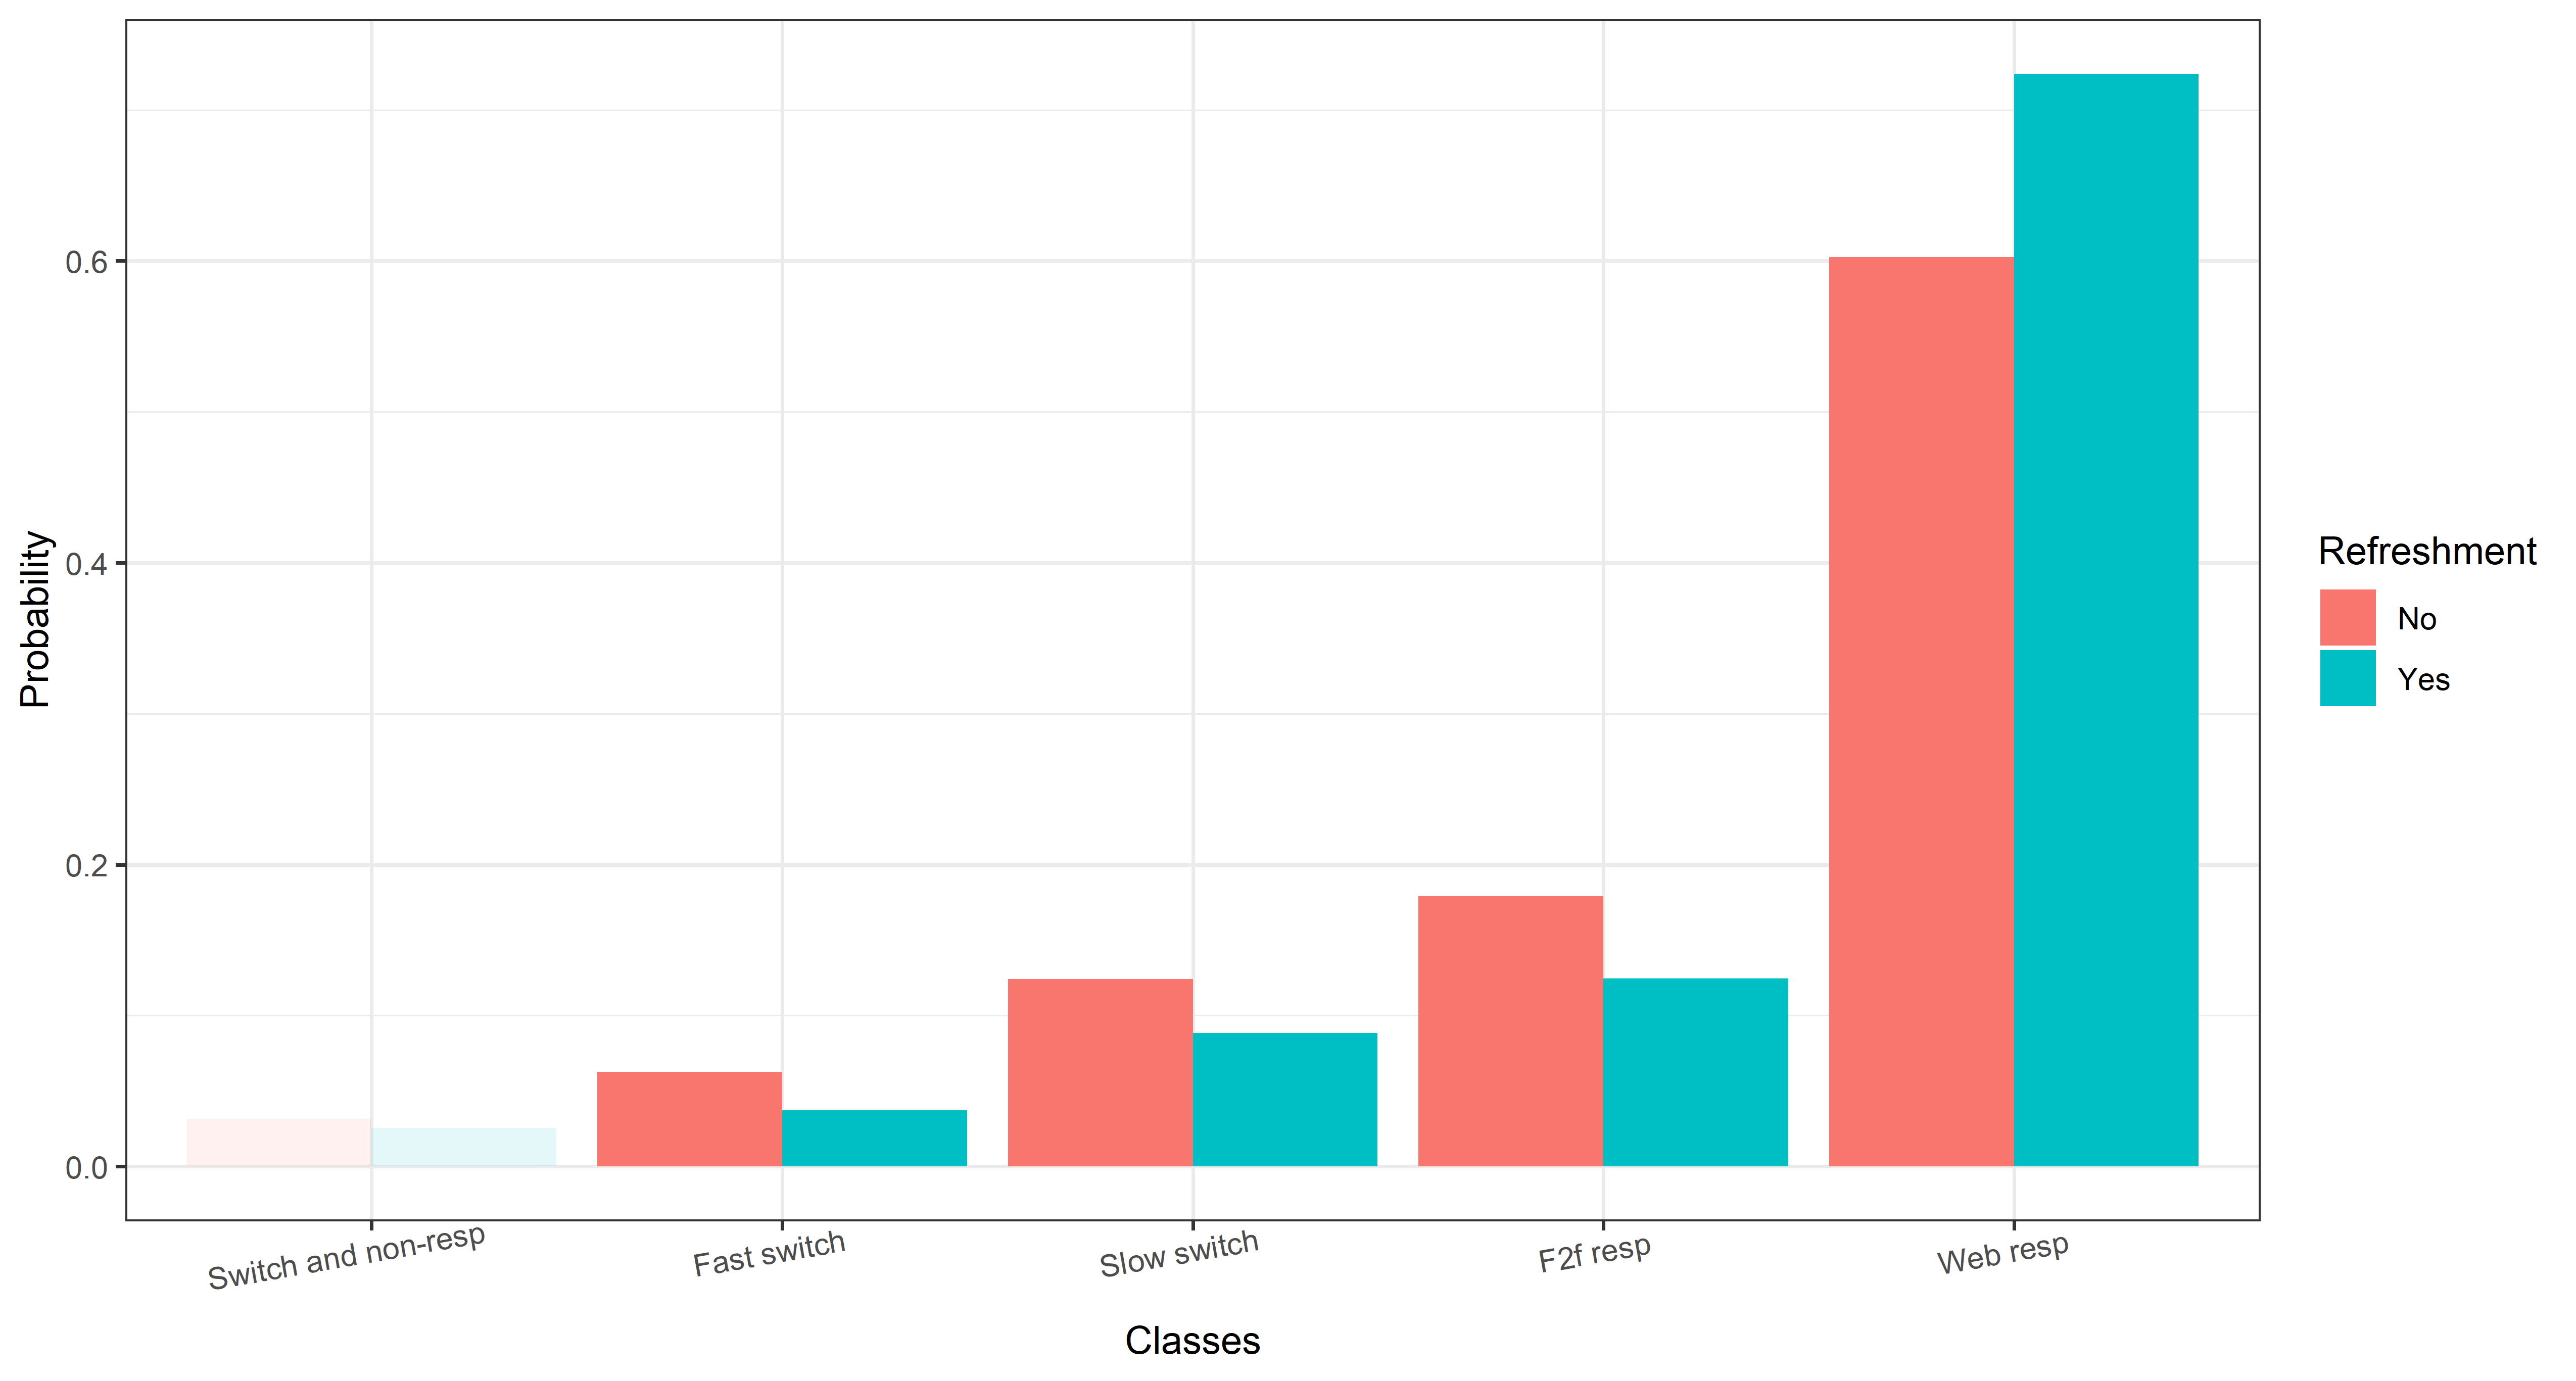 Probability
0.6
0.4
0.2
0.0
Switch and non-resp
Fast switch
Slow switch
F2f resp
Web resp
Classes
Refreshment
No
Yes